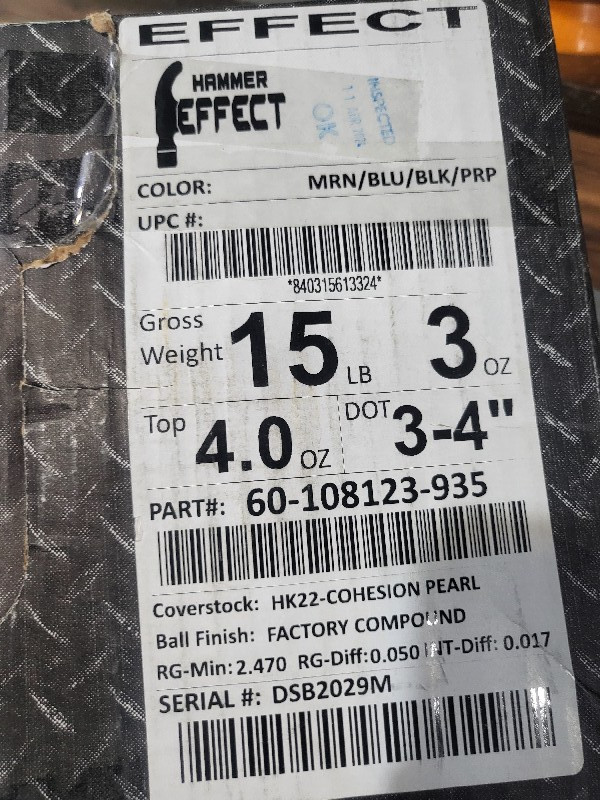 EFFECT
HAMMER
EFFECT
INSPECTED
OK
COLOR: MRN/BLU/BLK/PRP
UPC #:
*840315613324*
Gross Weight 15 LB 3 OZ
Top 4.0 OZ DOT 3-4"
PART#: 60-108123-935
Coverstock: HK22-COHESION PEARL
Ball Finish: FACTORY COMPOUND
RG-Min: 2.470 RG-Diff: 0.050 INT-Diff: 0.017
SERIAL #: DSB2029M